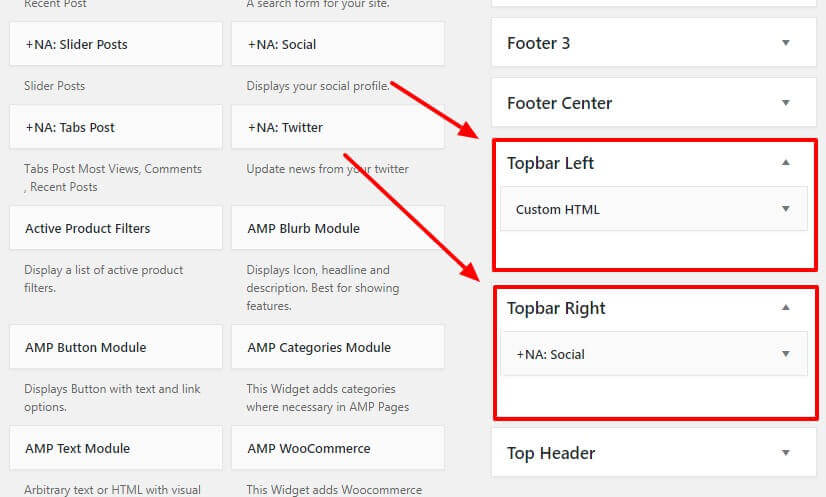 Recent Post
A search form for your site.
+NA: Slider Posts
+NA: Social
Slider Posts
Displays your social profile.
+NA: Tabs Post
+NA: Twitter
Tabs Post Most Views, Comments
, Recent Posts
Update news from your twitter
Active Product Filters
AMP Blurb Module
Display a list of active product
filters.
Displays Icon, headline and
description. Best for showing
features.
AMP Button Module
AMP Categories Module
Displays Button with text and link
options.
This Widget adds categories
where necessary in AMP Pages
AMP Text Module
AMP WooCommerce
Arbitrary text or HTML with visual
This Widget adds Woocommerce
Footer 3
Footer Center
Topbar Left
Custom HTML
Topbar Right
+NA: Social
Top Header